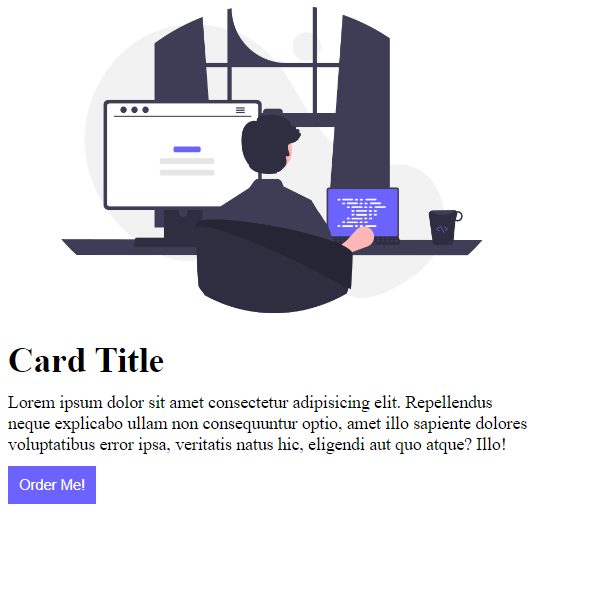 Card Title
Lorem ipsum dolor sit amet consectetur adipisicing elit. Repellendus
neque explicabo ullam non consequuntur optio, amet illo sapiente dolores
voluptatibus error ipsa, veritatis natus hic, eligendi aut quo atque? Illo!
Order Me!